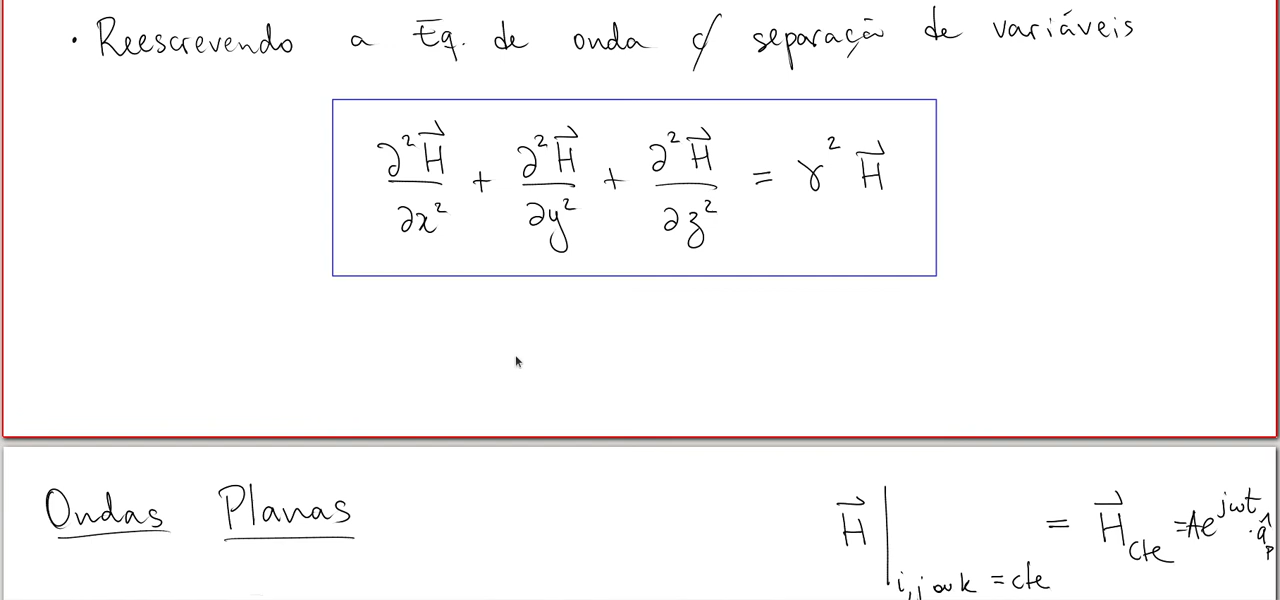 · Reescrevendo a Eq. de onda c/ separação de variáveis
∂²H⃗/∂x² + ∂²H⃗/∂y² + ∂²H⃗/∂z² = γ² H⃗
Ondas Planas
H⃗ |_{i, j ou k = cte} = H⃗_{cte} = Ae^{jωt} · â_p